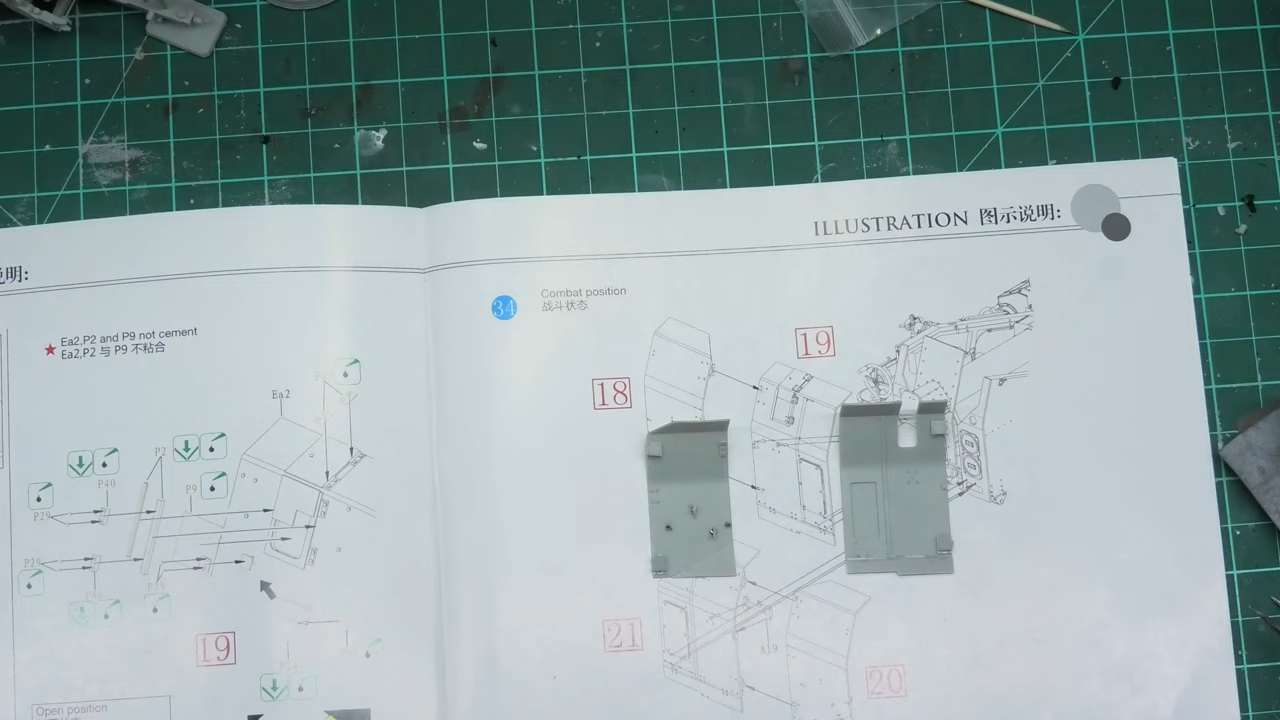 说明:
ILLUSTRATION 图示说明:
★ Ea2,P2 and P9 not cement
Ea2,P2 与 P9 不粘合
Ea2
P2
P40
P9
P29
P29
19
Open position
34
Combat position
战斗状态
18
19
21
A19
20